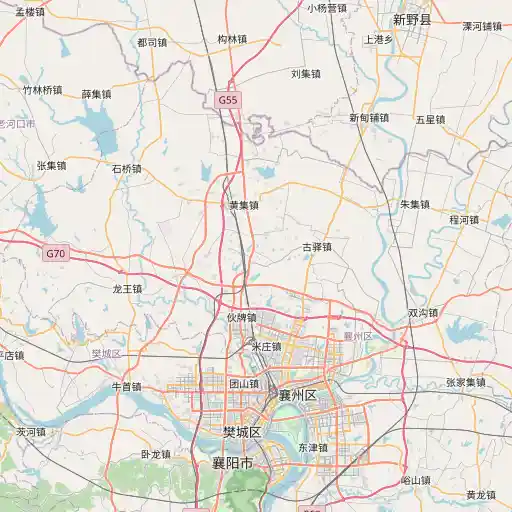 孟楼镇
构林镇
小杨营镇
新野县
溧河铺镇
都司镇
上港乡
刘集镇
竹林桥镇
薛集镇
G55
新甸铺镇
五星镇
老河口市
张集镇
石桥镇
黄集镇
朱集镇
程河镇
古驿镇
G70
龙王镇
伙牌镇
双沟镇
襄州区
米庄镇
樊城区
平店镇
牛首镇
团山镇
张家集镇
襄州区
茨河镇
樊城区
卧龙镇
东津镇
襄阳市
峪山镇
黄龙镇